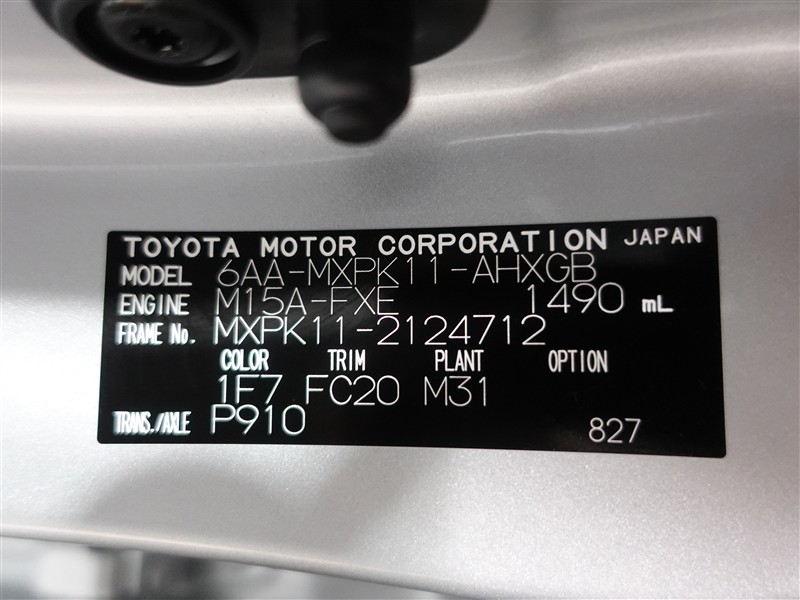 TOYOTA MOTOR CORPORATION JAPAN
MODEL 6AA-MXPK11-AHXGB
ENGINE M15A-FXE 1490 mL
FRAME No. MXPK11-2124712
COLOR TRIM PLANT OPTION
1F7 FC20 M31
TRANS./AXLE P910 827